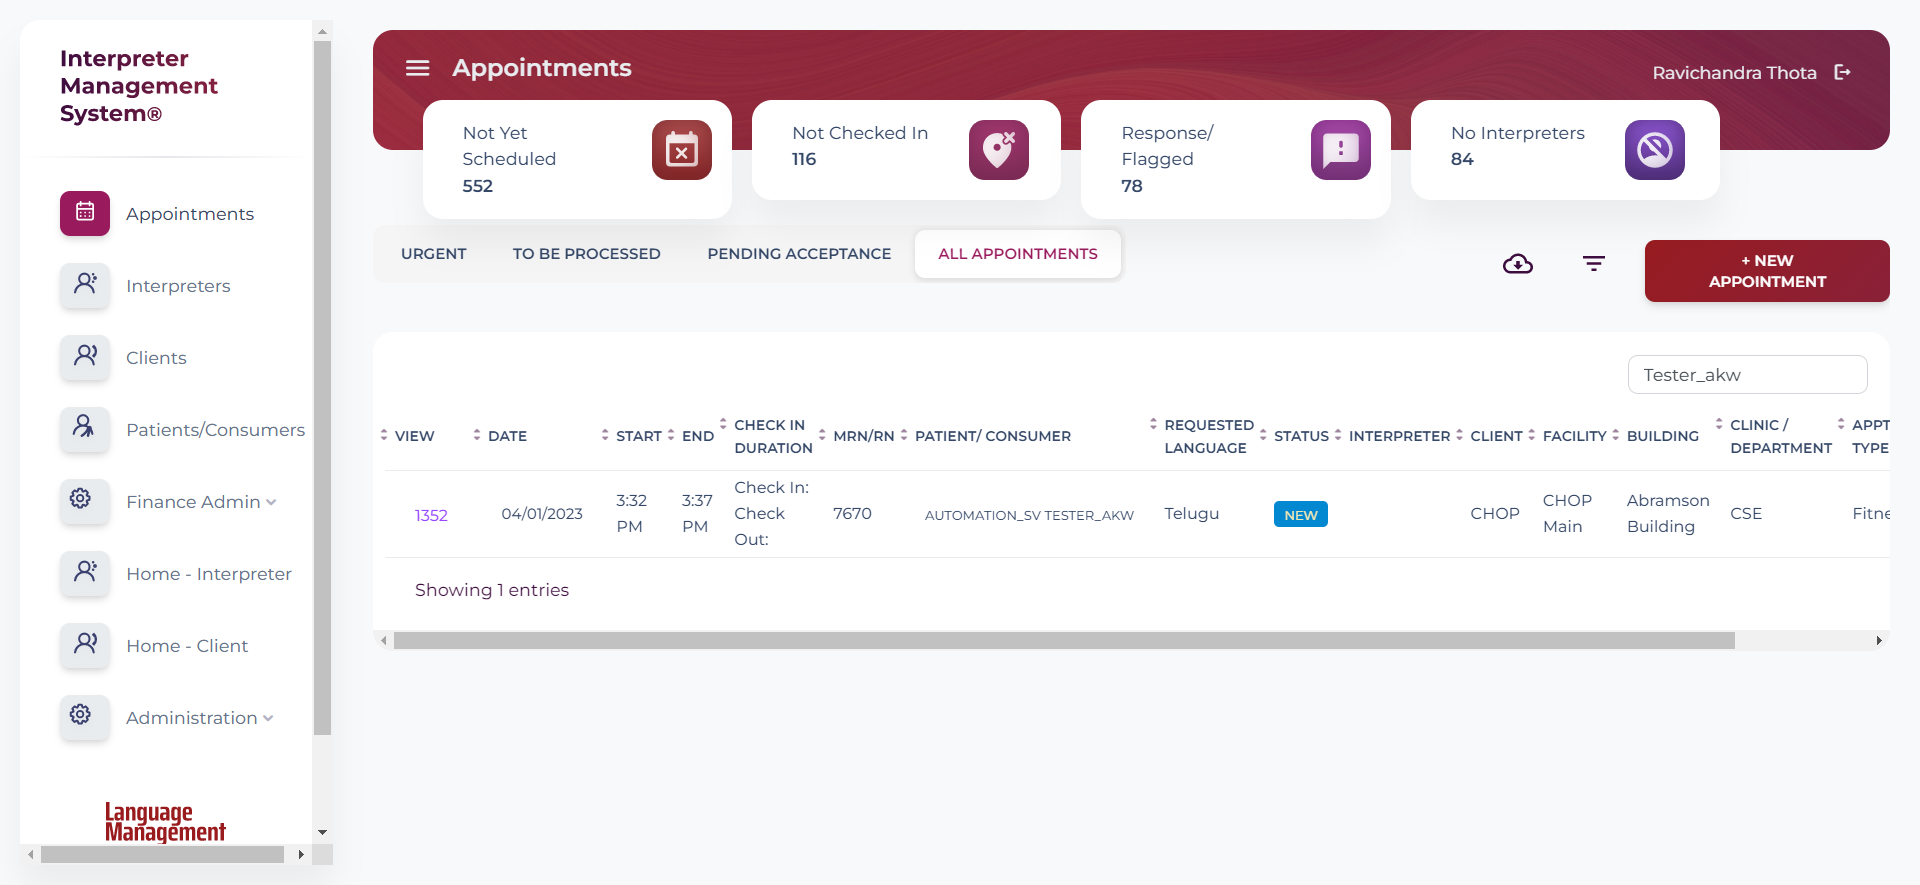 Interpreter
Management
System®
Appointments
Interpreters
Clients
Patients/Consumers
Finance Admin
Home - Interpreter
Home - Client
Administration
Language
Management
Appointments
Ravichandra Thota
Not Yet
Scheduled
552
Not Checked In
116
Response/
Flagged
78
No Interpreters
84
URGENT
TO BE PROCESSED
PENDING ACCEPTANCE
ALL APPOINTMENTS
+ NEW
APPOINTMENT
Tester_akw
VIEW
DATE
START
END
CHECK IN
DURATION
MRN/RN
PATIENT/ CONSUMER
REQUESTED
LANGUAGE
STATUS
INTERPRETER
CLIENT
FACILITY
BUILDING
CLINIC /
DEPARTMENT
APPT
TYPE
1352
04/01/2023
3:32
PM
3:37
PM
Check In:
Check
Out:
7670
AUTOMATION_SV TESTER_AKW
Telugu
NEW
CHOP
CHOP
Main
Abramson
Building
CSE
Fitne
Showing 1 entries